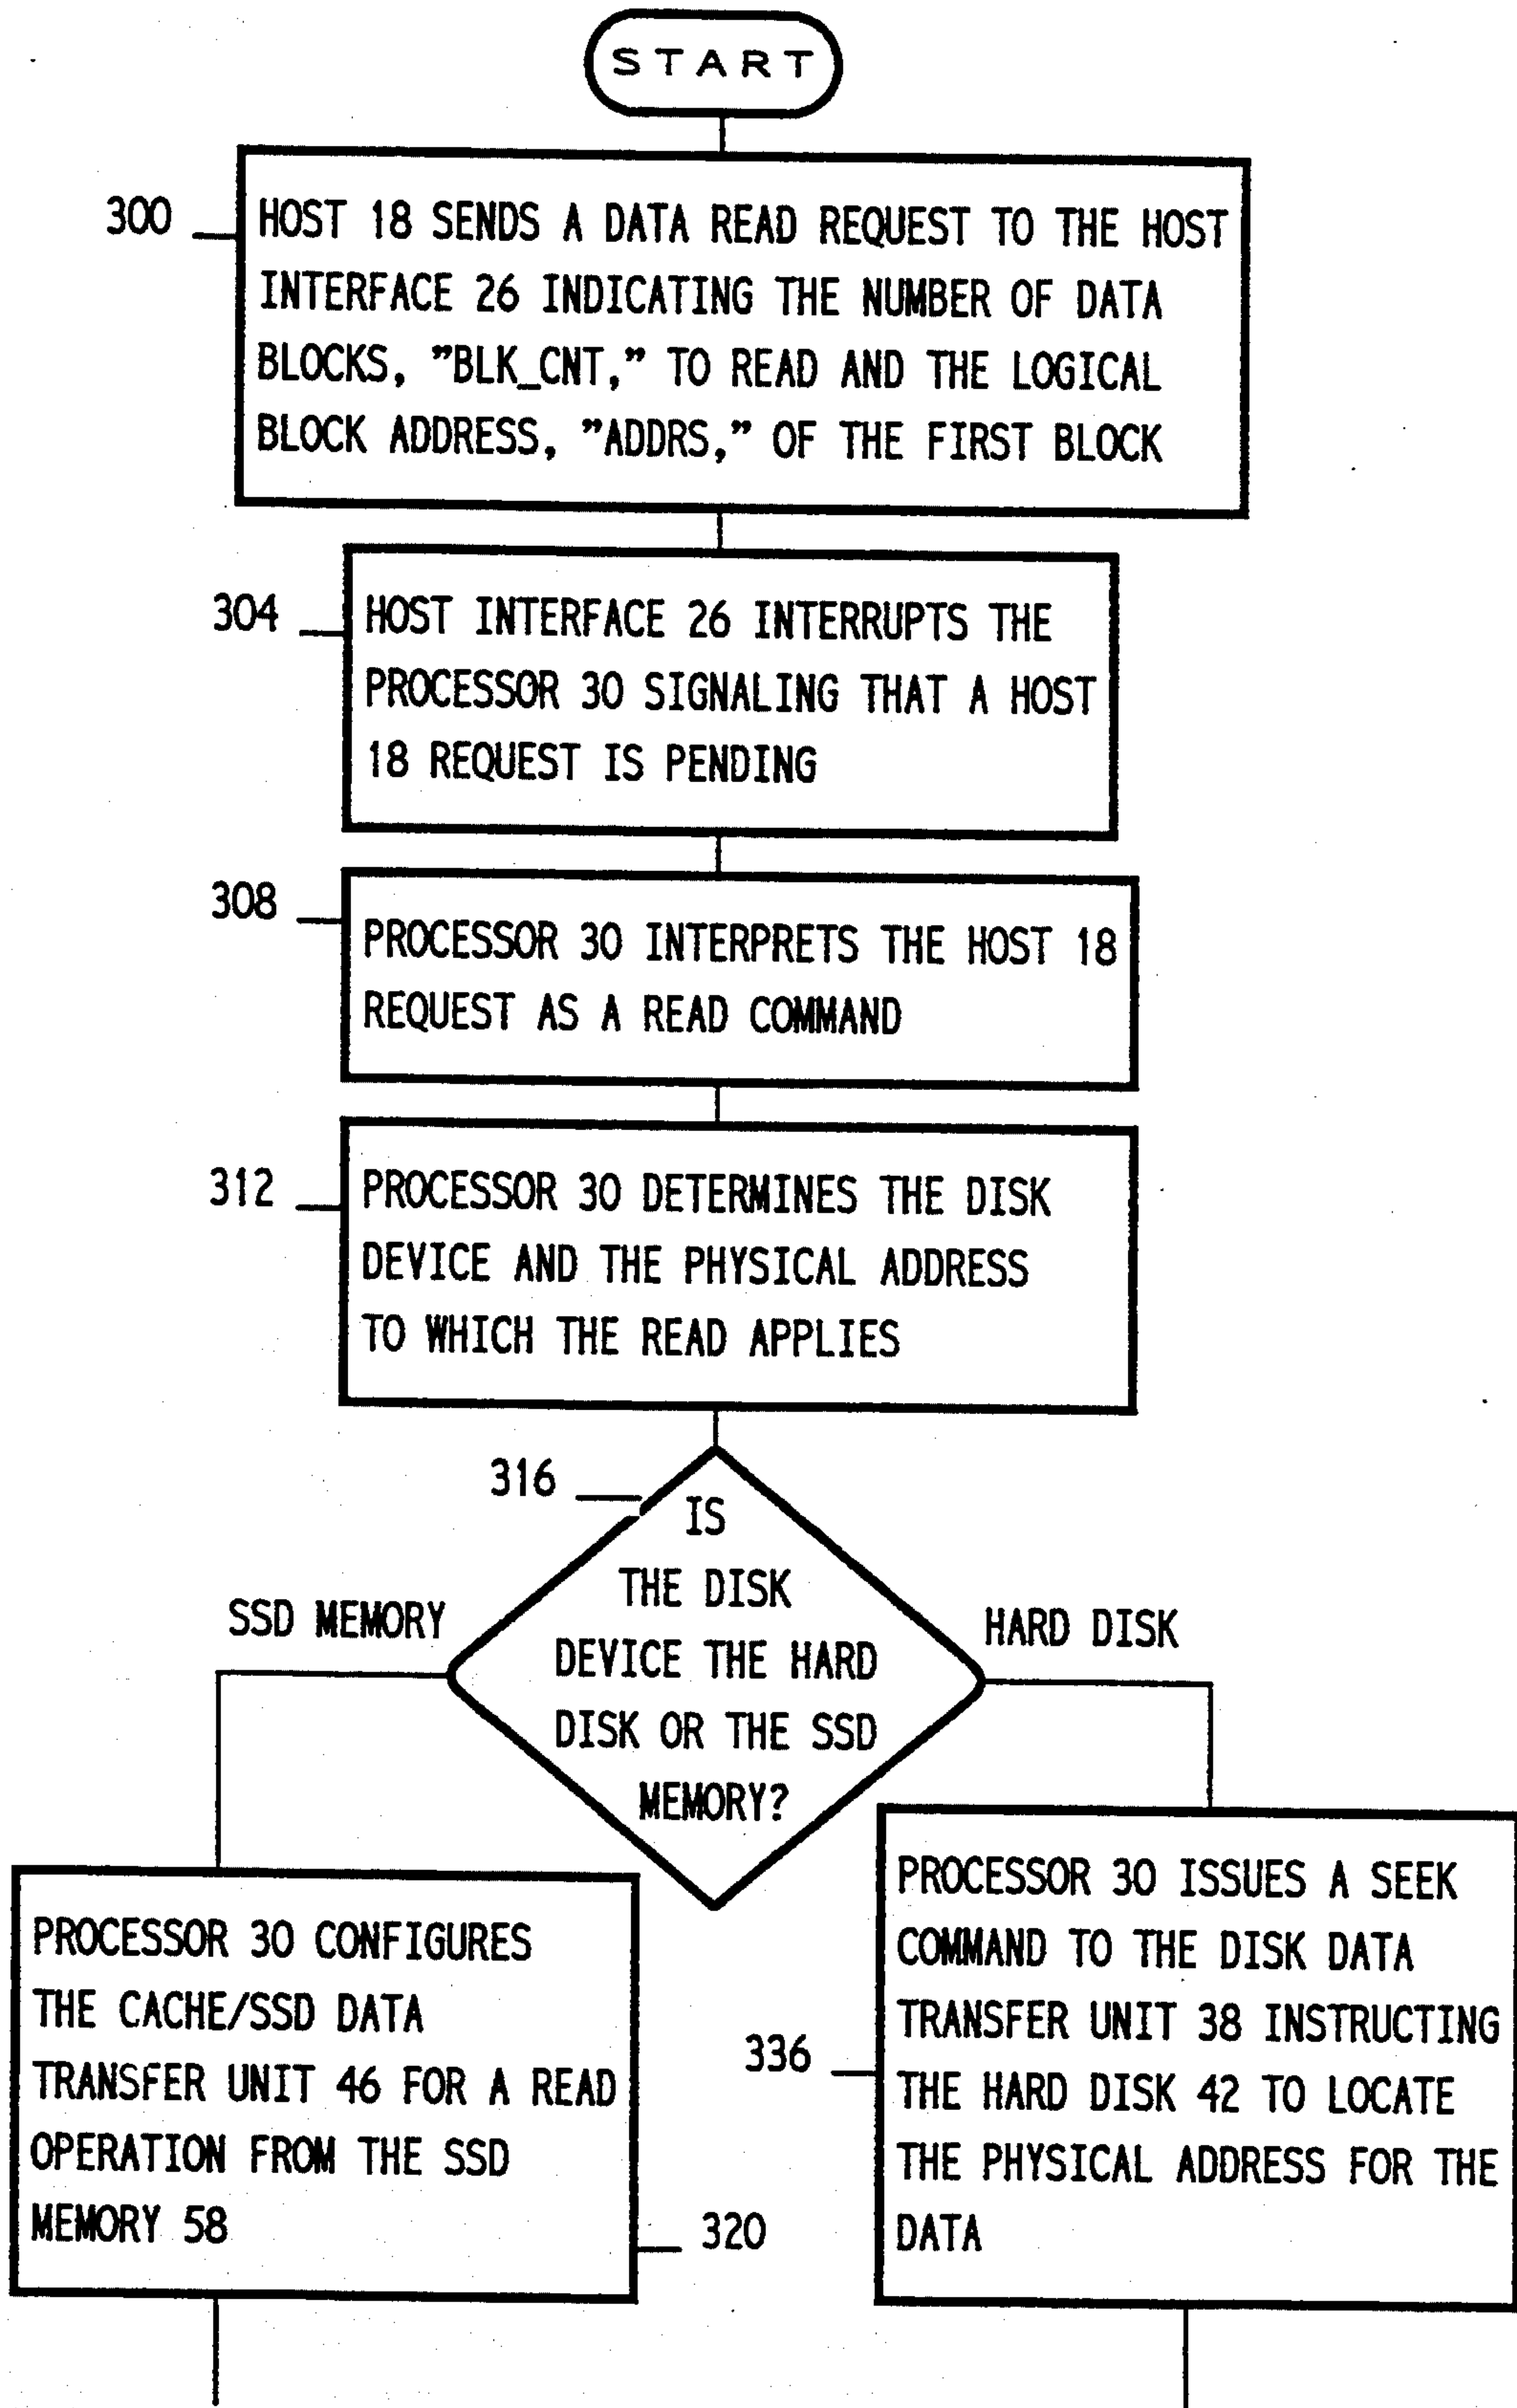 START
300
HOST 18 SENDS A DATA READ REQUEST TO THE HOST
INTERFACE 26 INDICATING THE NUMBER OF DATA
BLOCKS, ”BLK_CNT,” TO READ AND THE LOGICAL
BLOCK ADDRESS, ”ADDRS,” OF THE FIRST BLOCK
304
HOST INTERFACE 26 INTERRUPTS THE
PROCESSOR 30 SIGNALING THAT A HOST
18 REQUEST IS PENDING
308
PROCESSOR 30 INTERPRETS THE HOST 18
REQUEST AS A READ COMMAND
312
PROCESSOR 30 DETERMINES THE DISK
DEVICE AND THE PHYSICAL ADDRESS
TO WHICH THE READ APPLIES
316
IS
THE DISK
DEVICE THE HARD
DISK OR THE SSD
MEMORY?
SSD MEMORY
HARD DISK
PROCESSOR 30 CONFIGURES
THE CACHE/SSD DATA
TRANSFER UNIT 46 FOR A READ
OPERATION FROM THE SSD
MEMORY 58
320
336
PROCESSOR 30 ISSUES A SEEK
COMMAND TO THE DISK DATA
TRANSFER UNIT 38 INSTRUCTING
THE HARD DISK 42 TO LOCATE
THE PHYSICAL ADDRESS FOR THE
DATA